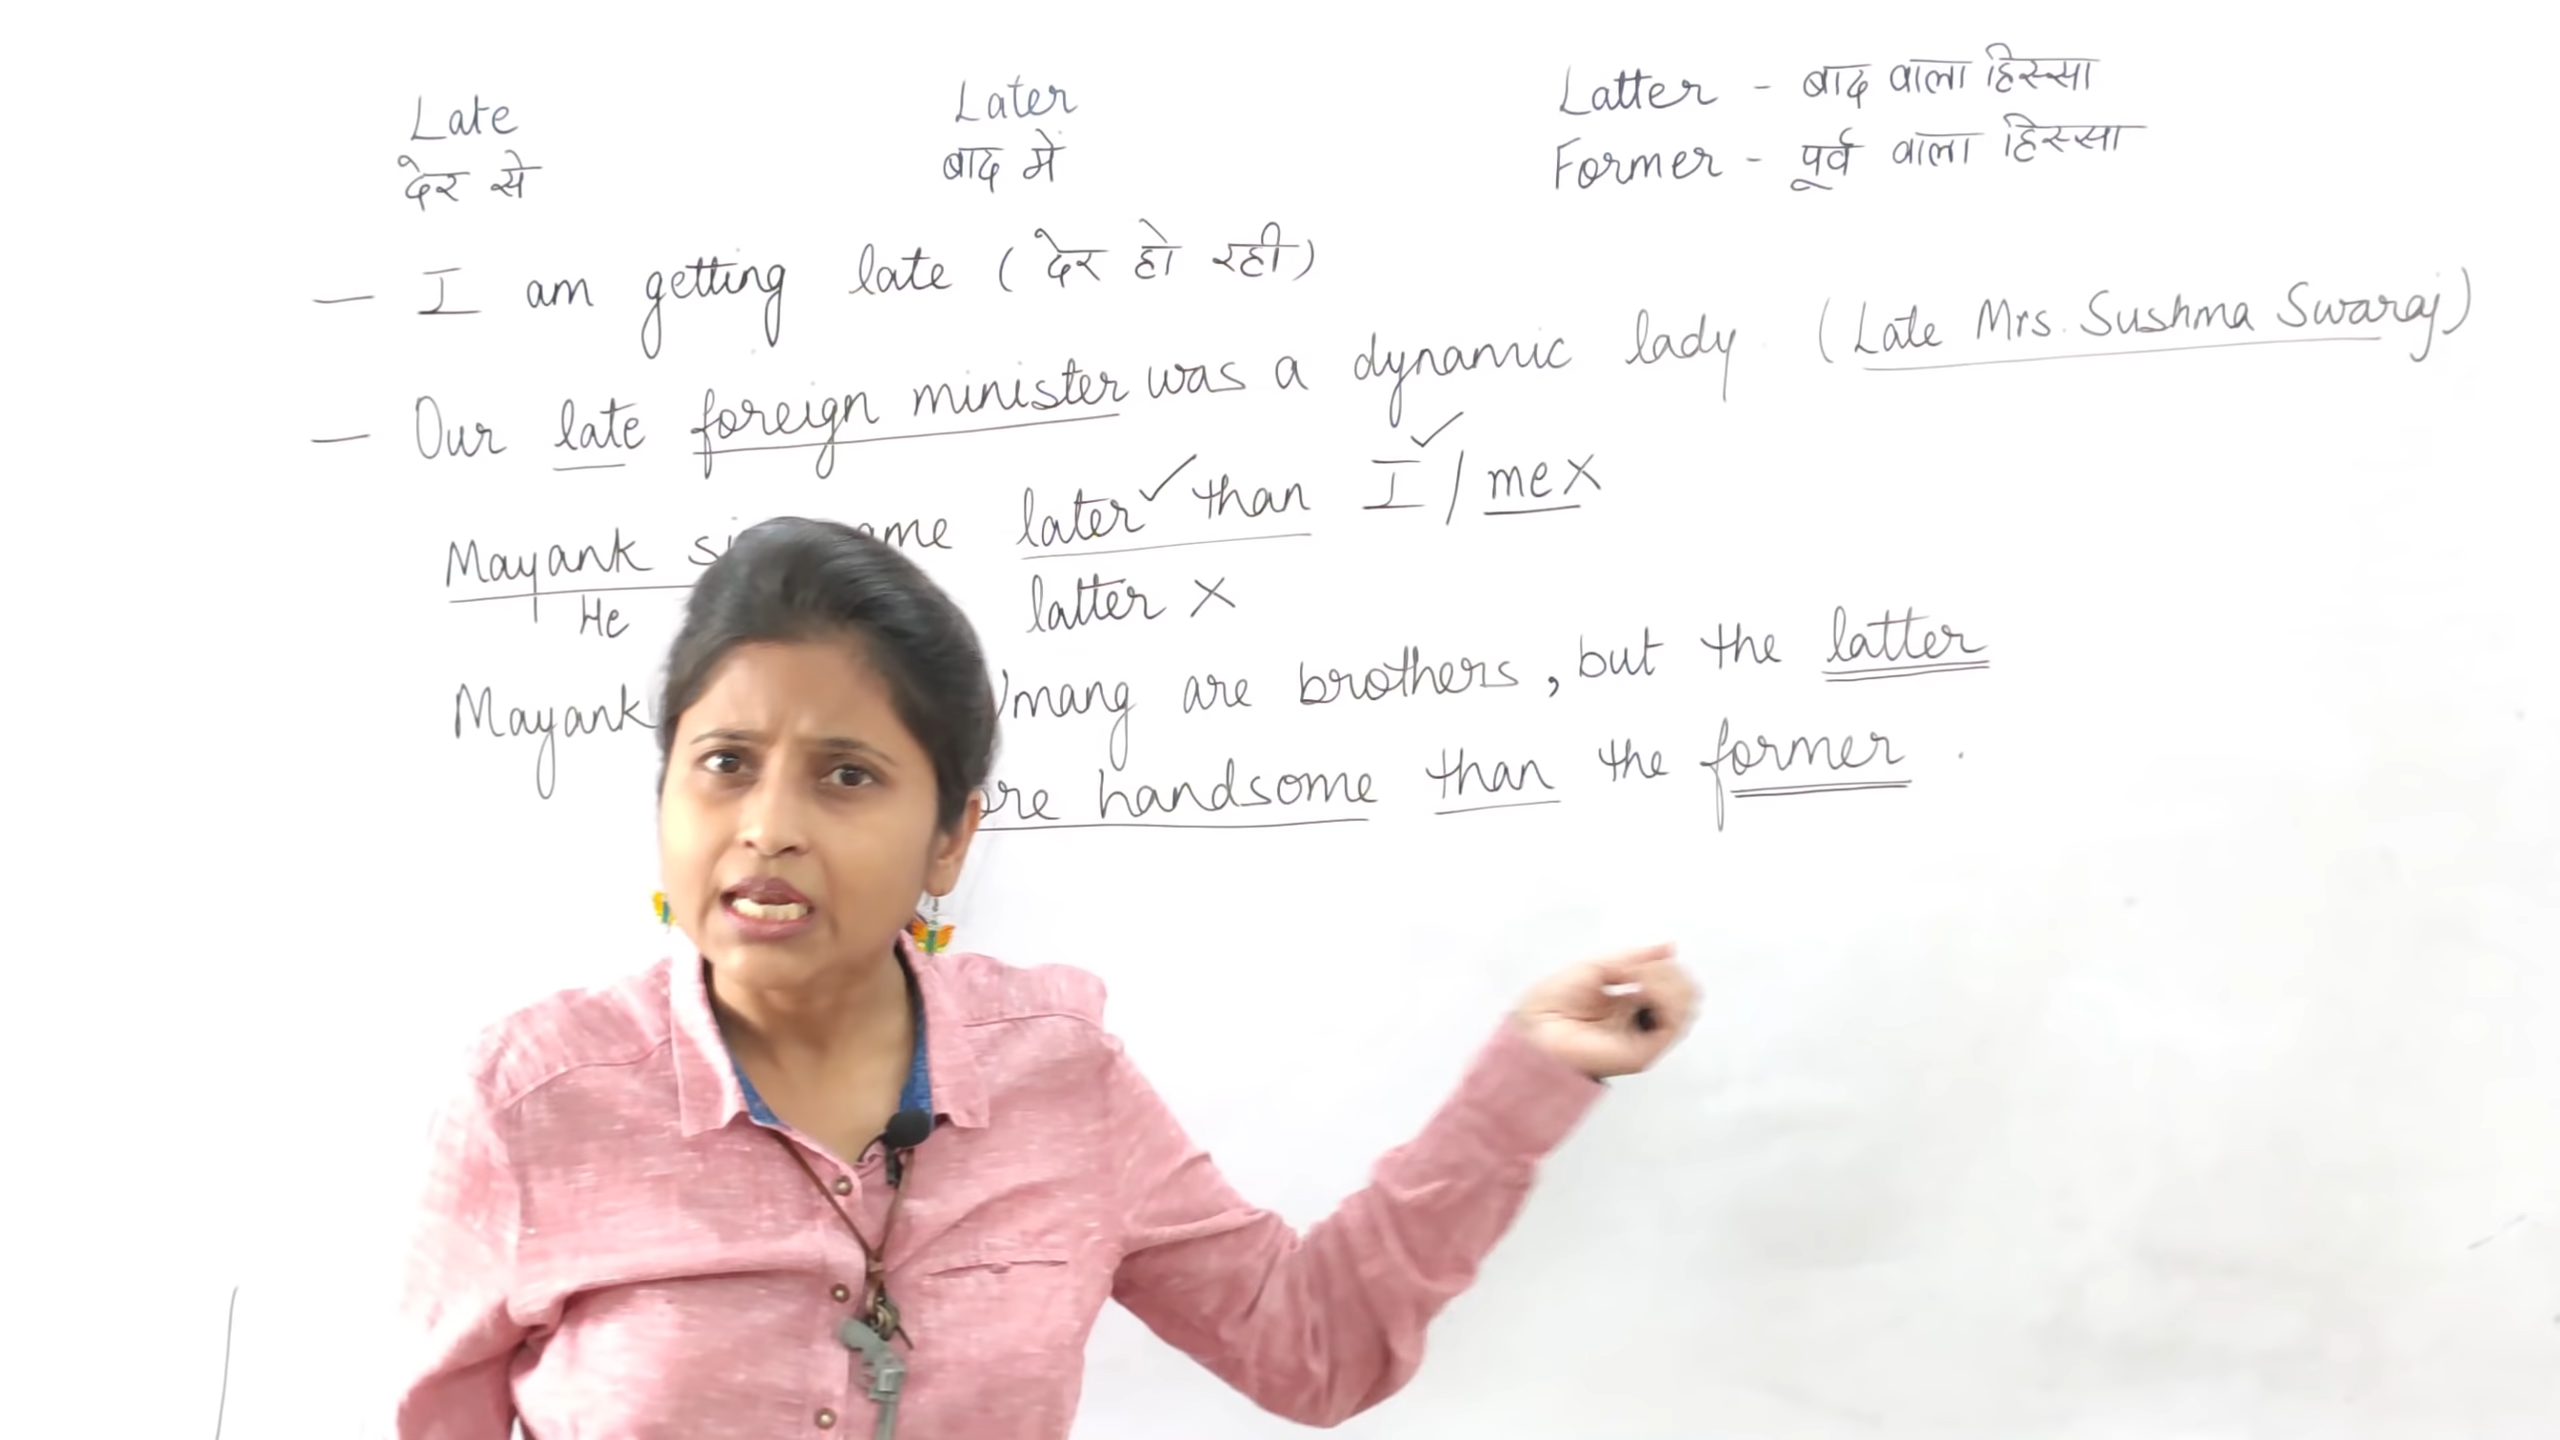 Late Later Latter - बाद वाला हिस्सा
देर से बाद में Former - पूर्व वाला हिस्सा
— I am getting late (देर हो रही)
— Our late foreign minister was a dynamic lady (Late Mrs. Sushma Swaraj)
Mayank later ✓ than I ✓ / me X
He latter X
Mayank are brothers, but the latter
handsome than the former .